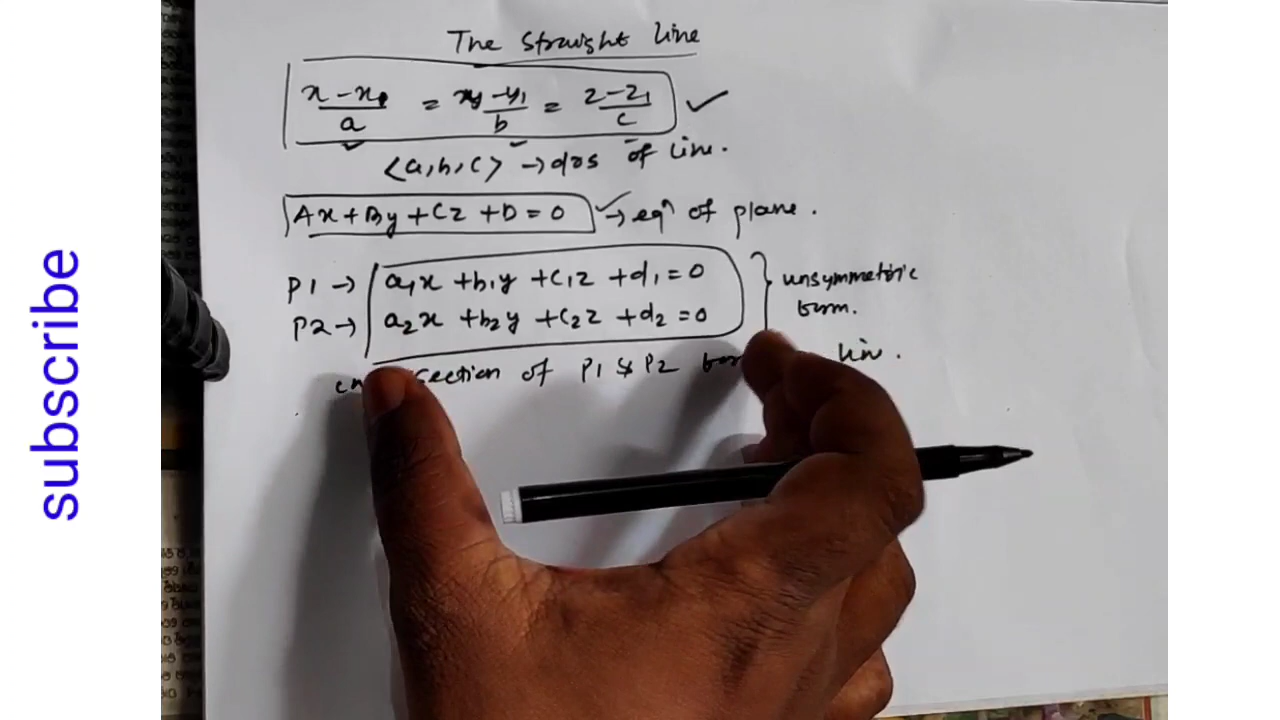 subscribe
The Straight line
x-x1/a = y-y1/b = z-z1/c
<a,b,c> → drs of line.
Ax+By+Cz+D=0 → eqn of plane.
P1 → a1x+b1y+c1z+d1=0
P2 → a2x+b2y+c2z+d2=0
unsymmetric
form.
section of P1 & P2 line.